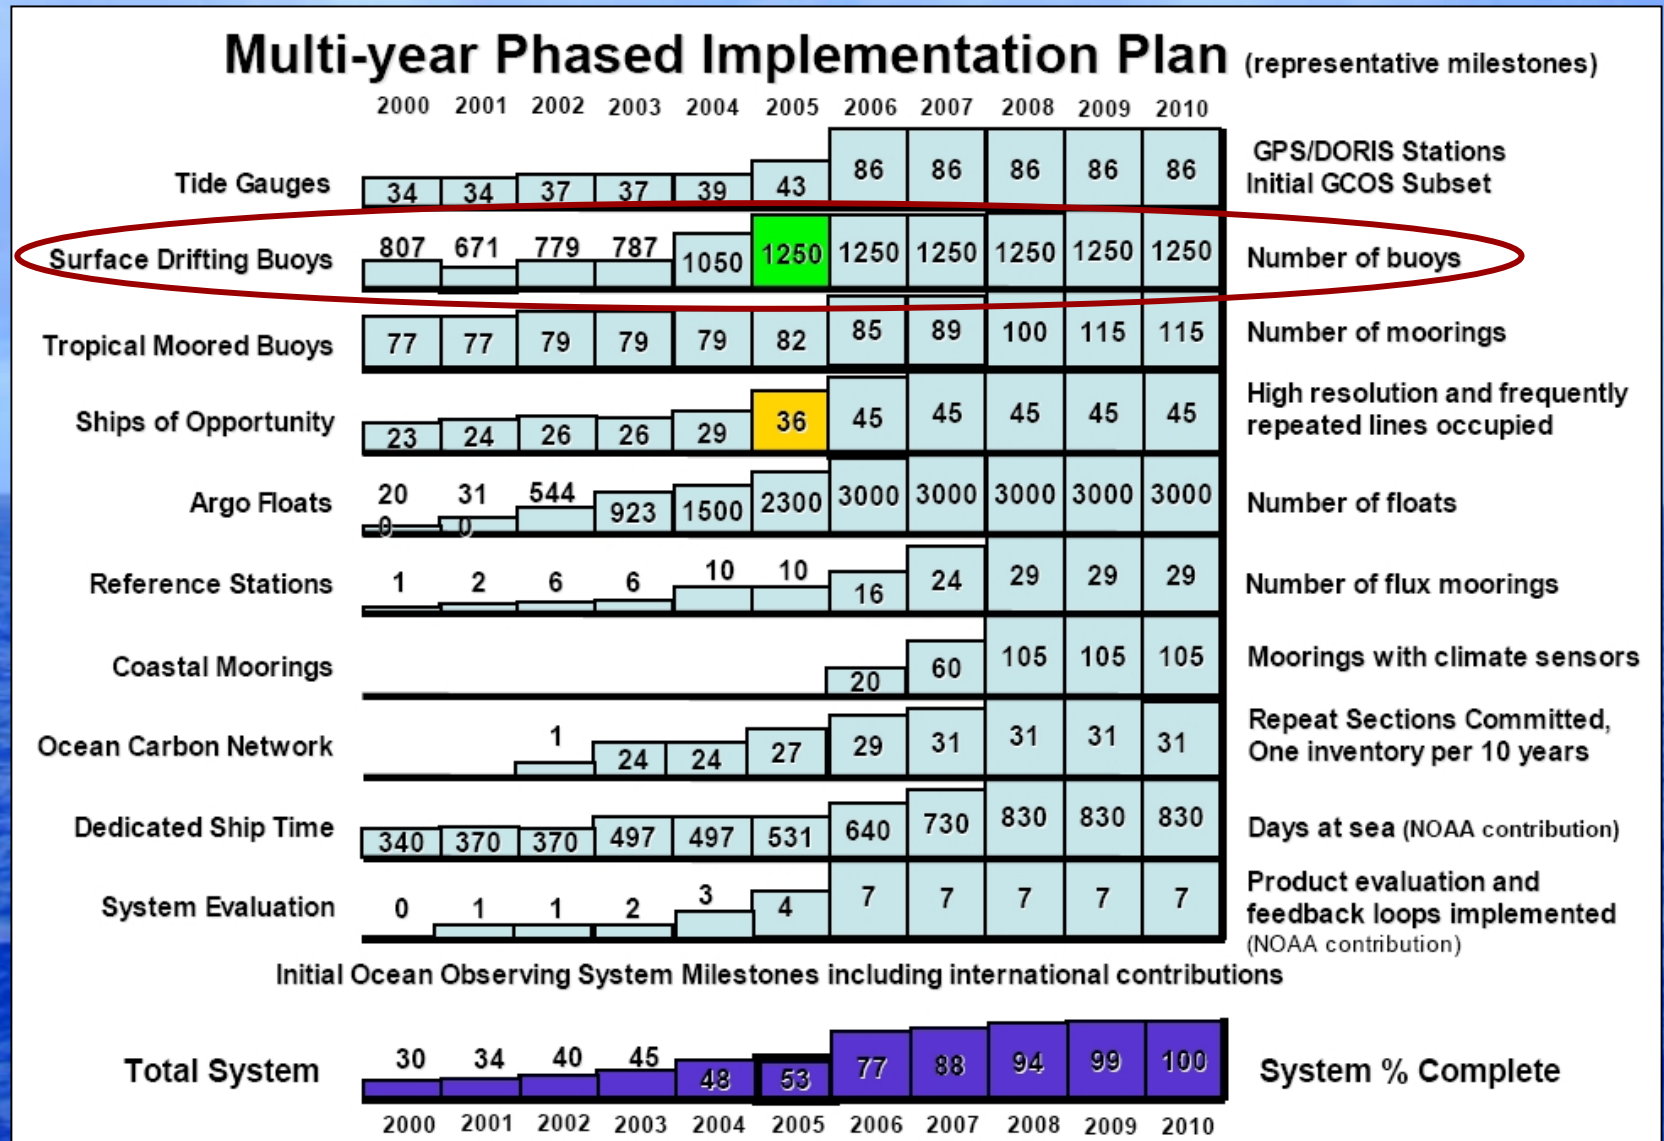 Multi-year Phased Implementation Plan (representative milestones)
2000 2001 2002 2003 2004 2005 2006 2007 2008 2009 2010
Tide Gauges 34 34 37 37 39 43 86 86 86 86 86 GPS/DORIS Stations
Initial GCOS Subset
Surface Drifting Buoys 807 671 779 787 1050 1250 1250 1250 1250 1250 1250 Number of buoys
Tropical Moored Buoys 77 77 79 79 79 82 85 89 100 115 115 Number of moorings
Ships of Opportunity 23 24 26 26 29 36 45 45 45 45 45 High resolution and frequently
repeated lines occupied
Argo Floats 20 31 544 923 1500 2300 3000 3000 3000 3000 3000 Number of floats
0 0
Reference Stations 1 2 6 6 10 10 16 24 29 29 29 Number of flux moorings
Coastal Moorings 20 60 105 105 105 Moorings with climate sensors
Ocean Carbon Network 1 24 24 27 29 31 31 31 31 Repeat Sections Committed,
One inventory per 10 years
Dedicated Ship Time 340 370 370 497 497 531 640 730 830 830 830 Days at sea (NOAA contribution)
System Evaluation 0 1 1 2 3 4 7 7 7 7 7 Product evaluation and
feedback loops implemented
(NOAA contribution)
Initial Ocean Observing System Milestones including international contributions
Total System 30 34 40 45 48 53 77 88 94 99 100 System % Complete
2000 2001 2002 2003 2004 2005 2006 2007 2008 2009 2010